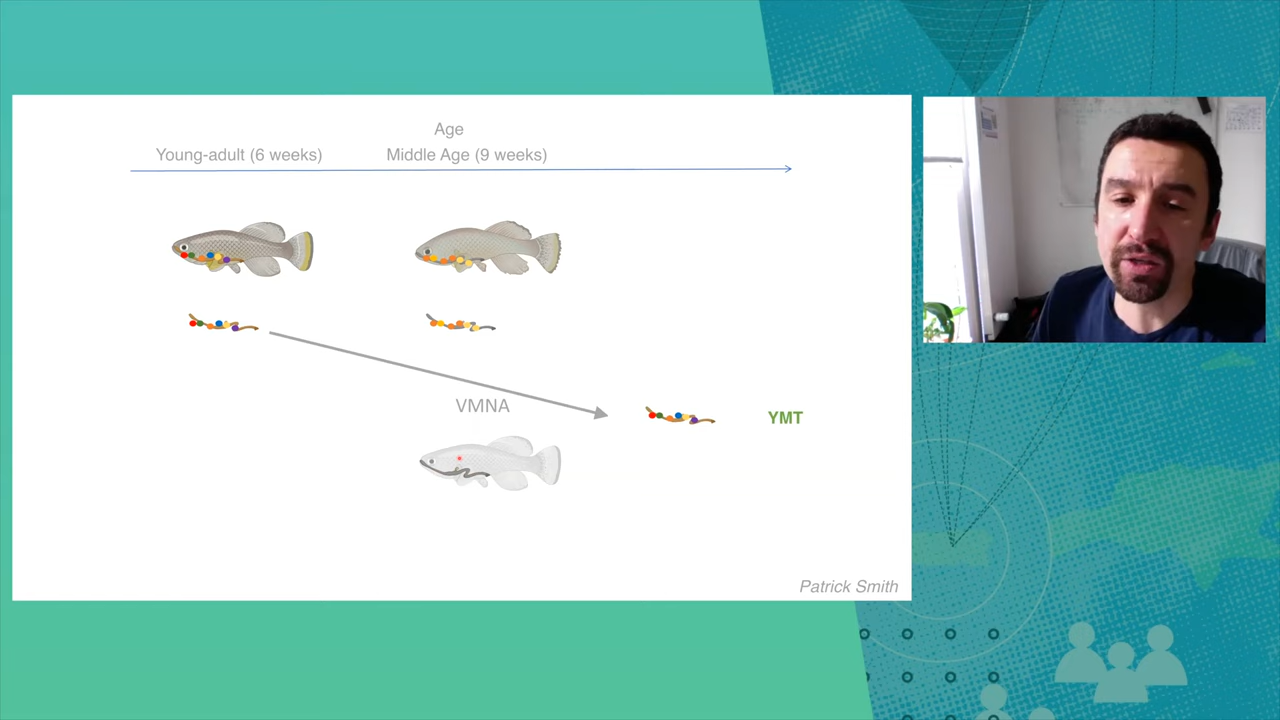 Age
Young-adult (6 weeks)
Middle Age (9 weeks)
VMNA
YMT
Patrick Smith